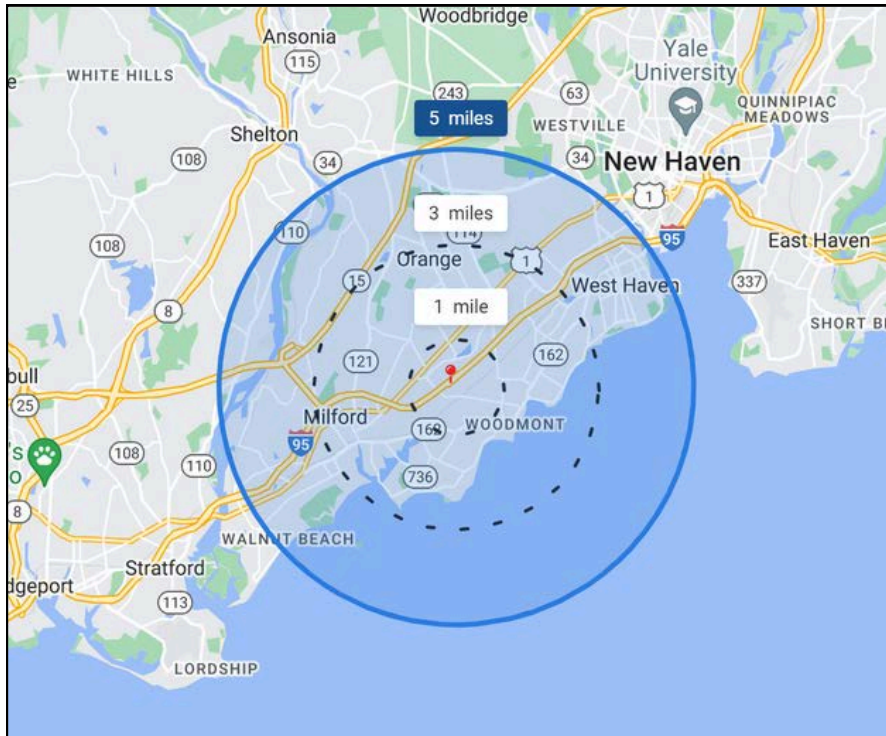 Woodbridge
Ansonia
115
Yale
University
WHITE HILLS
243
63
QUINNIPIAC
MEADOWS
5 miles
WESTVILLE
Shelton
108
34
34
New Haven
1
3 miles
114
110
95
108
Orange
1
East Haven
15
West Haven
337
8
1 mile
SHORT B
121
162
bull
25
Milford
WOODMONT
95
's
o
108
110
736
8
WALNUT BEACH
Stratford
dgeport
113
LORDSHIP